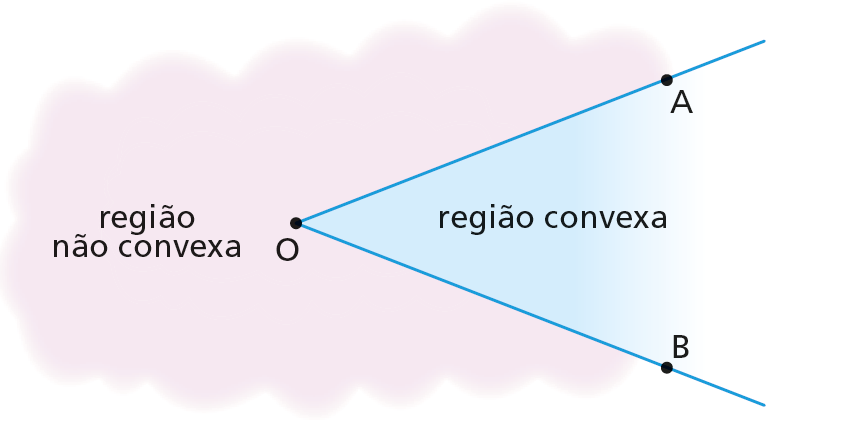 A
região
não convexa
O
região convexa
B